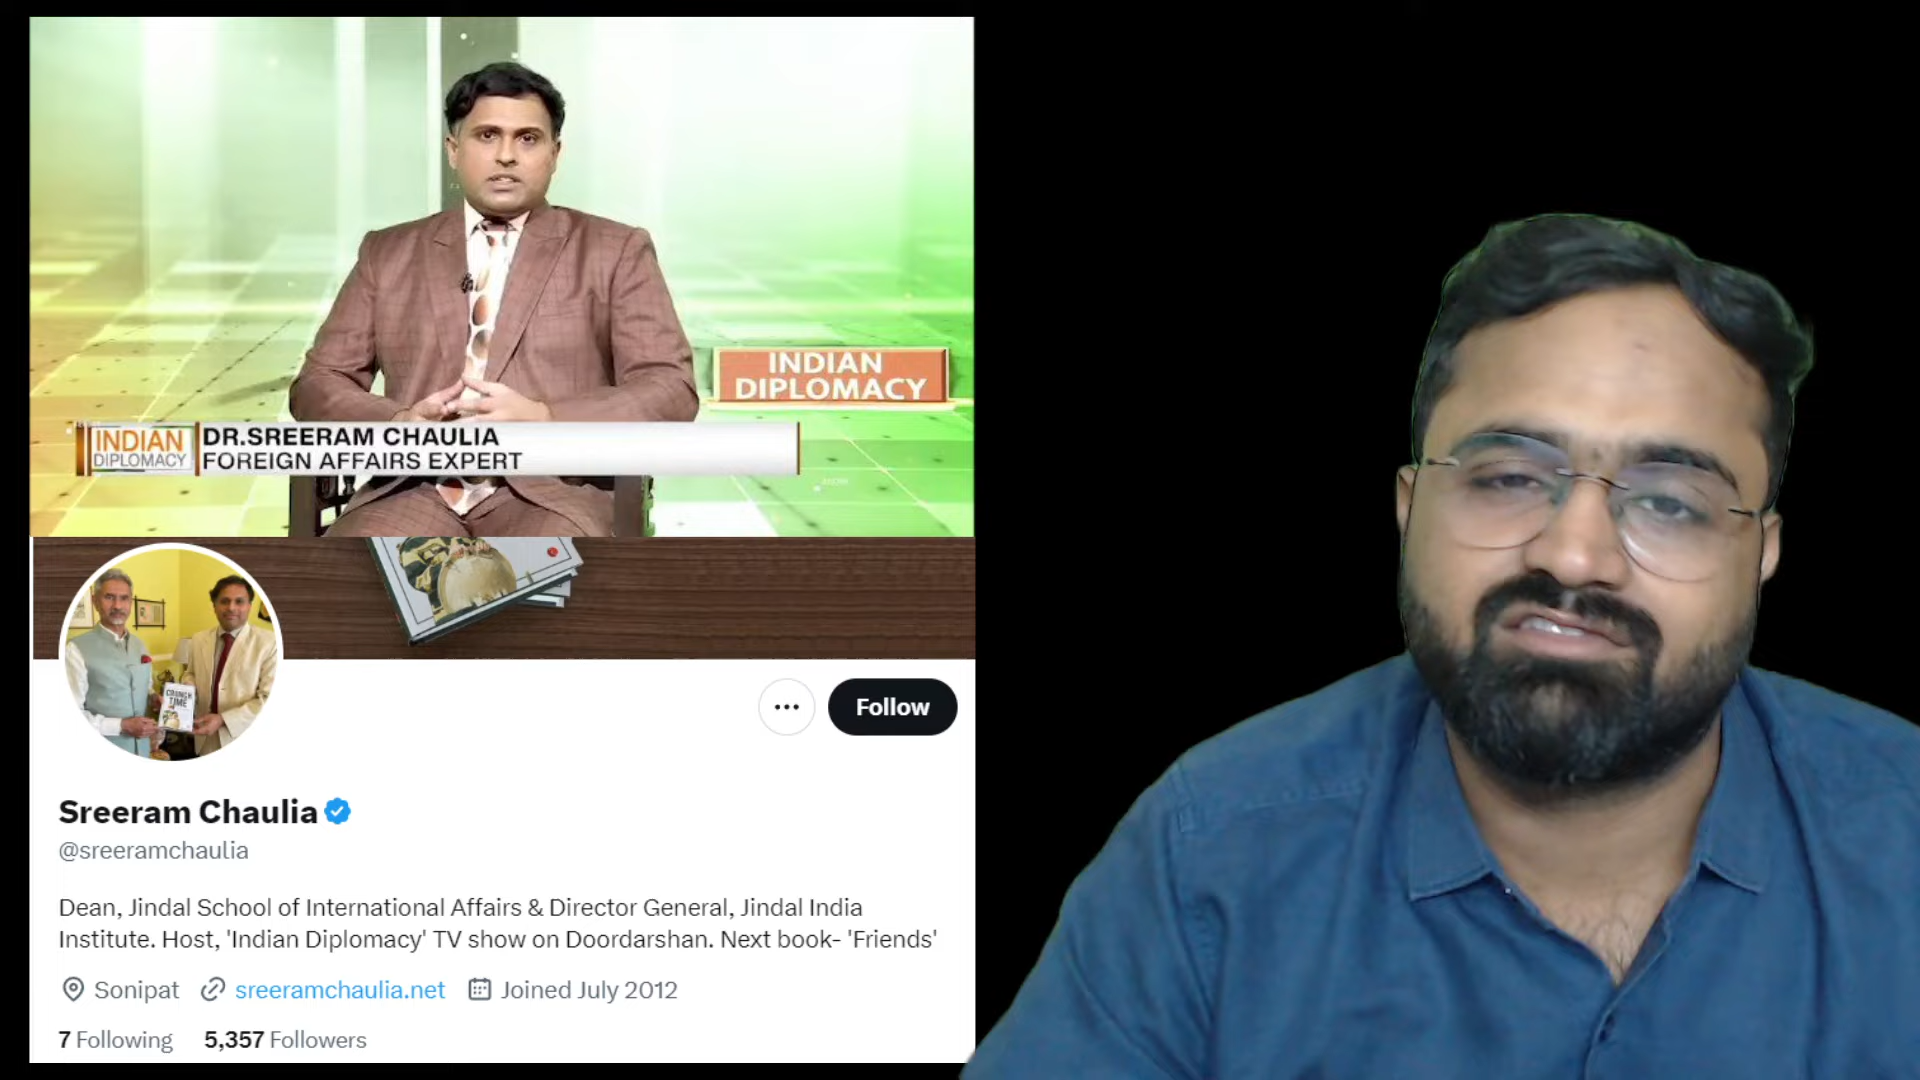 INDIAN
DIPLOMACY
INDIAN
DIPLOMACY
DR.SREERAM CHAULIA
FOREIGN AFFAIRS EXPERT
CRUNCH
TIME
Follow
Sreeram Chaulia
@sreeramchaulia
Dean, Jindal School of International Affairs & Director General, Jindal India
Institute. Host, 'Indian Diplomacy' TV show on Doordarshan. Next book- 'Friends'
Sonipat sreeramchaulia.net Joined July 2012
7 Following 5,357 Followers